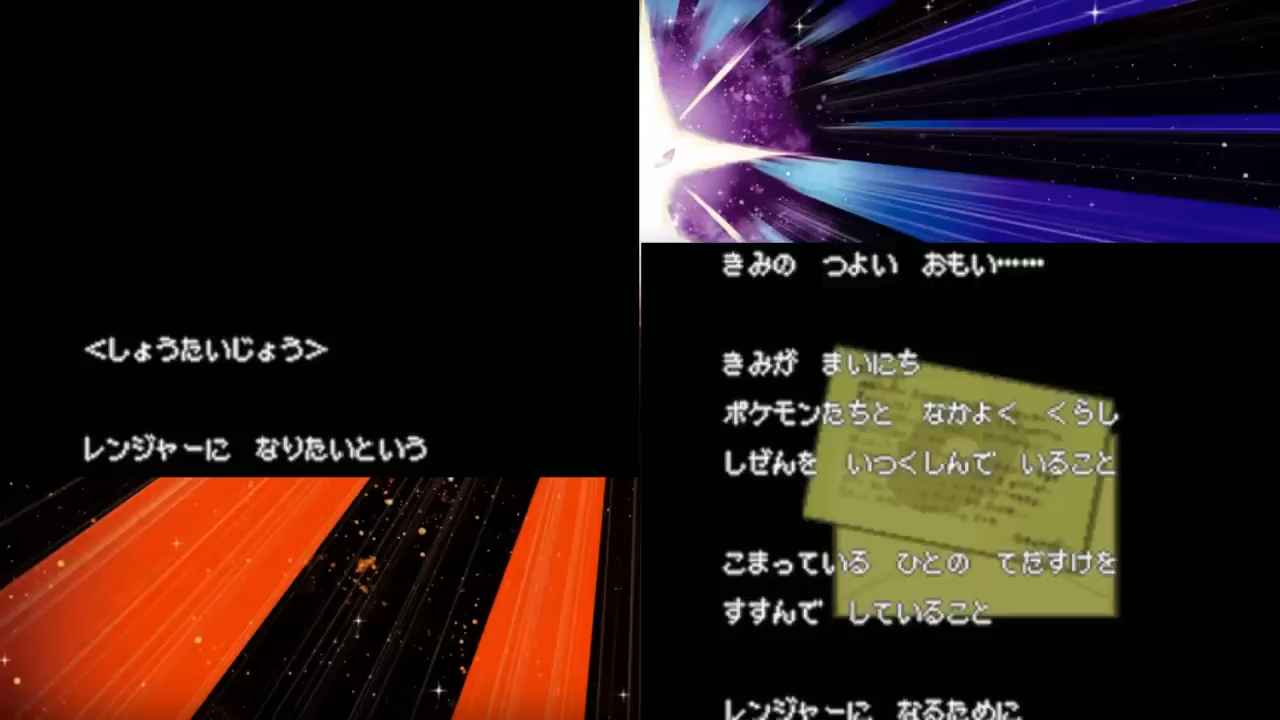 <しょうたいじょう>
レンジャーに なりたいという
きみの つよい おもい……
きみが まいにち
ポケモンたちと なかよく くらし
しぜんを いつくしんで いること
こまっている ひとの てだすけを
すすんで していること
レンジャーに なるために